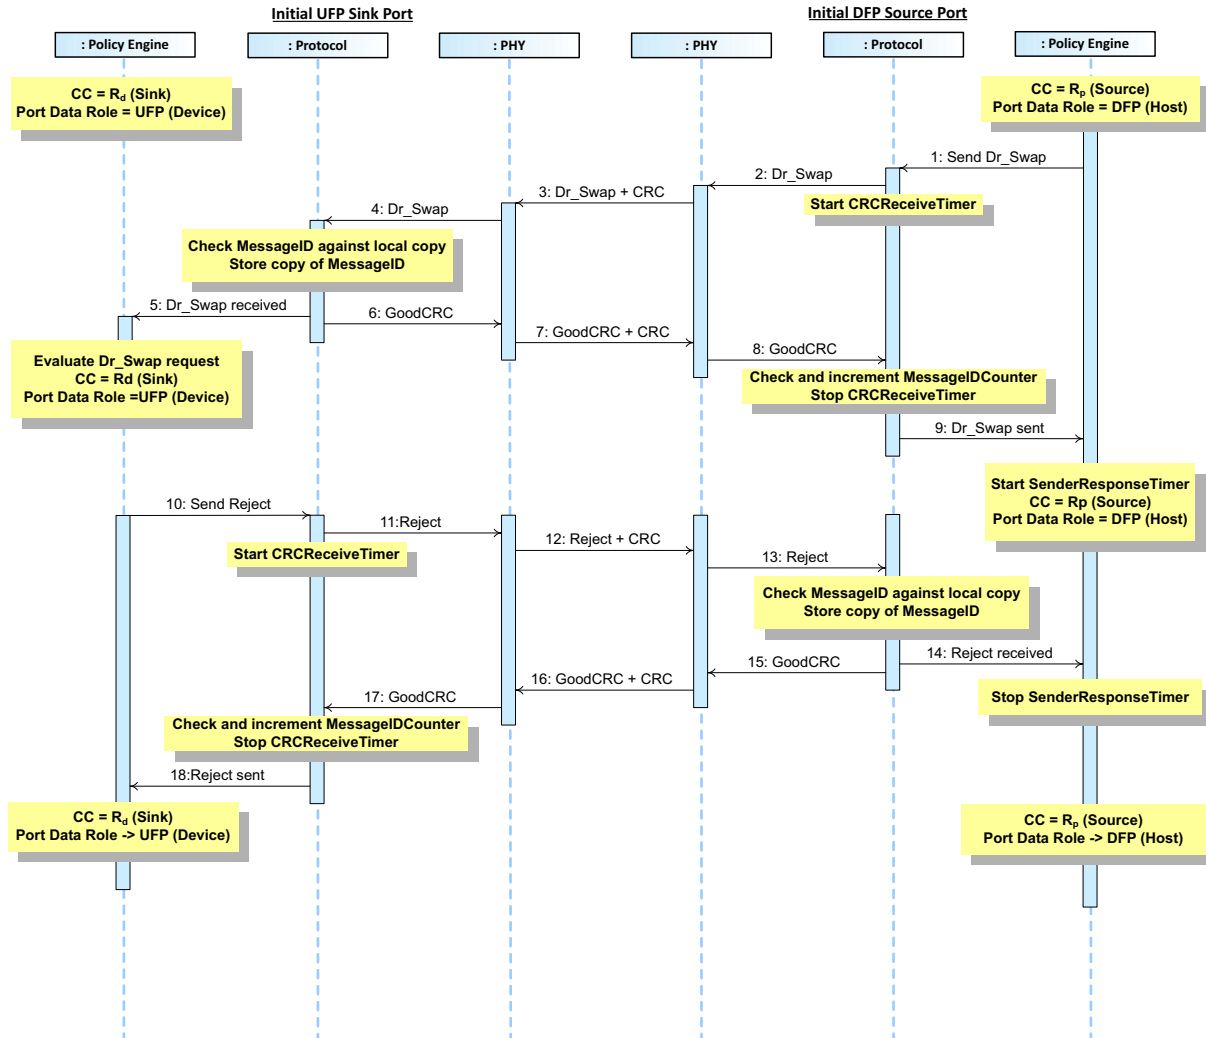 Initial UFP Sink Port
Initial DFP Source Port
: Policy Engine
: Protocol
: PHY
: PHY
: Protocol
: Policy Engine
CC = Rd (Sink)
Port Data Role = UFP (Device)
CC = Rp (Source)
Port Data Role = DFP (Host)
1: Send Dr_Swap
2: Dr_Swap
Start CRCReceiveTimer
3: Dr_Swap + CRC
4: Dr_Swap
Check MessageID against local copy
Store copy of MessageID
5: Dr_Swap received
6: GoodCRC
7: GoodCRC + CRC
8: GoodCRC
Evaluate Dr_Swap request
CC = Rd (Sink)
Port Data Role =UFP (Device)
Check and increment MessageIDCounter
Stop CRCReceiveTimer
9: Dr_Swap sent
Start SenderResponseTimer
CC = Rp (Source)
Port Data Role = DFP (Host)
10: Send Reject
11:Reject
Start CRCReceiveTimer
12: Reject + CRC
13: Reject
Check MessageID against local copy
Store copy of MessageID
14: Reject received
15: GoodCRC
16: GoodCRC + CRC
17: GoodCRC
Stop SenderResponseTimer
Check and increment MessageIDCounter
Stop CRCReceiveTimer
18:Reject sent
CC = Rd (Sink)
Port Data Role -> UFP (Device)
CC = Rp (Source)
Port Data Role -> DFP (Host)